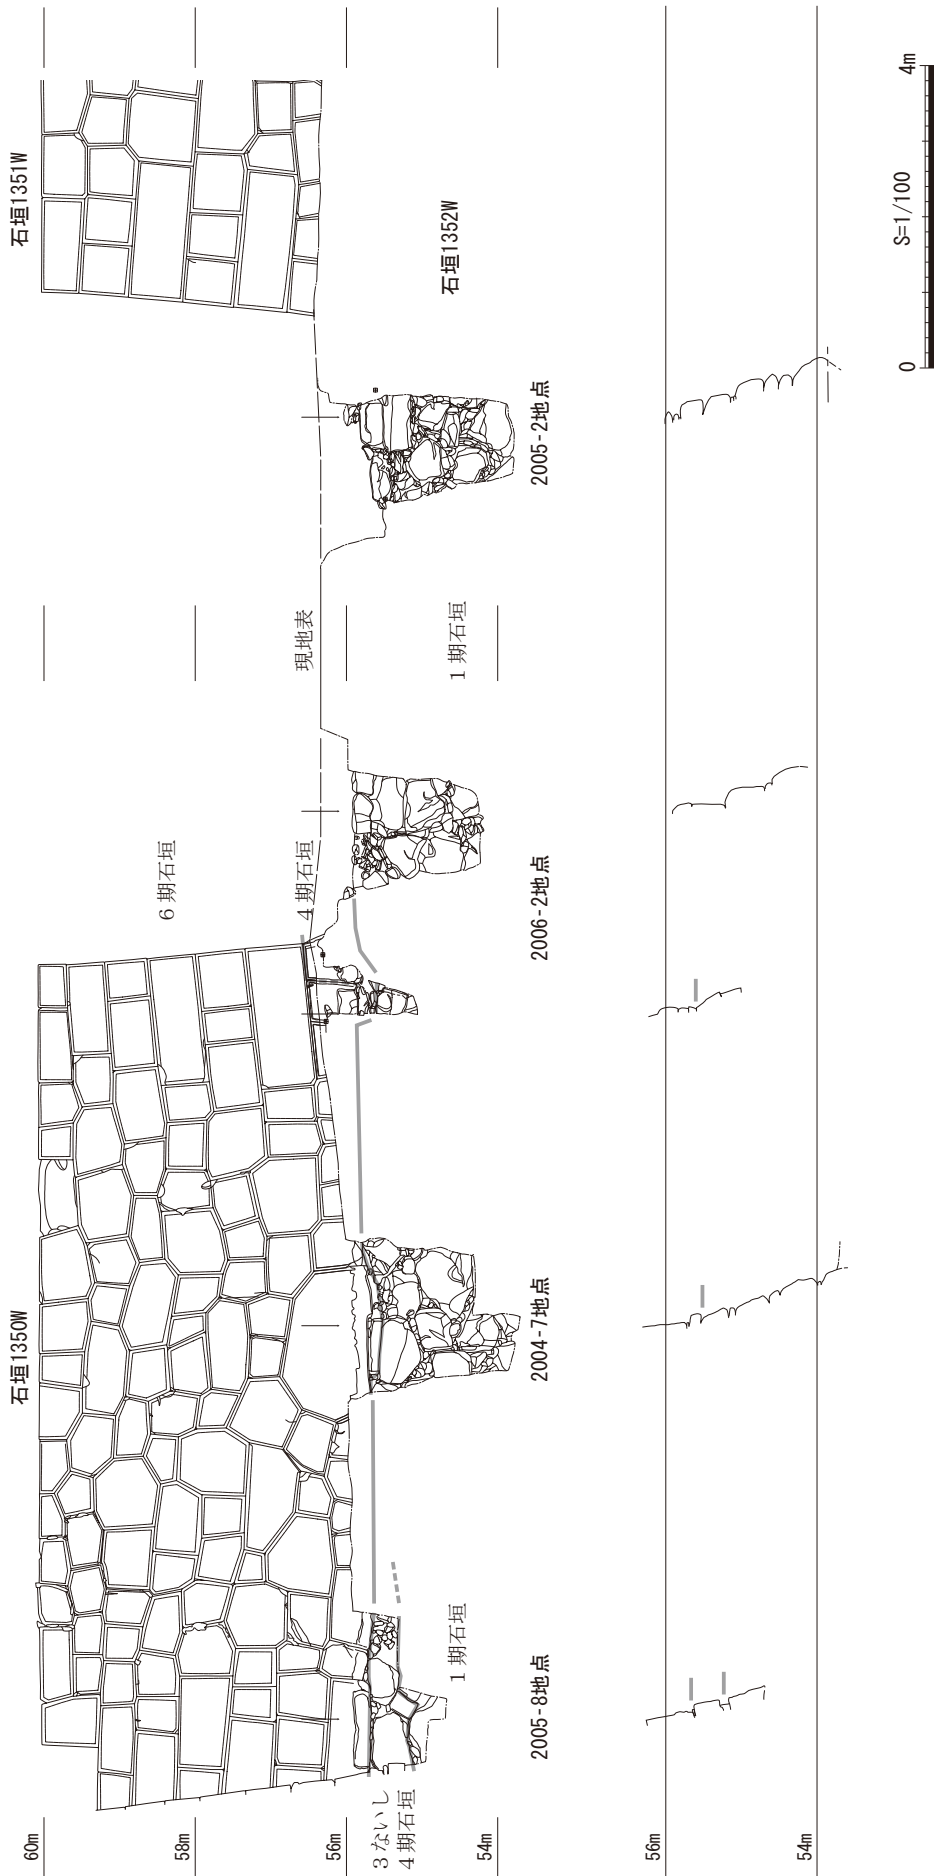 石垣1350W
石垣1351W
60m
58m
56m
54m
6期石垣
4期石垣
現地表
石垣1352W
3ないし
4期石垣
1期石垣
1期石垣
2005-8地点
2004-7地点
2006-2地点
2005-2地点
56m
54m
0
S=1/100
4m